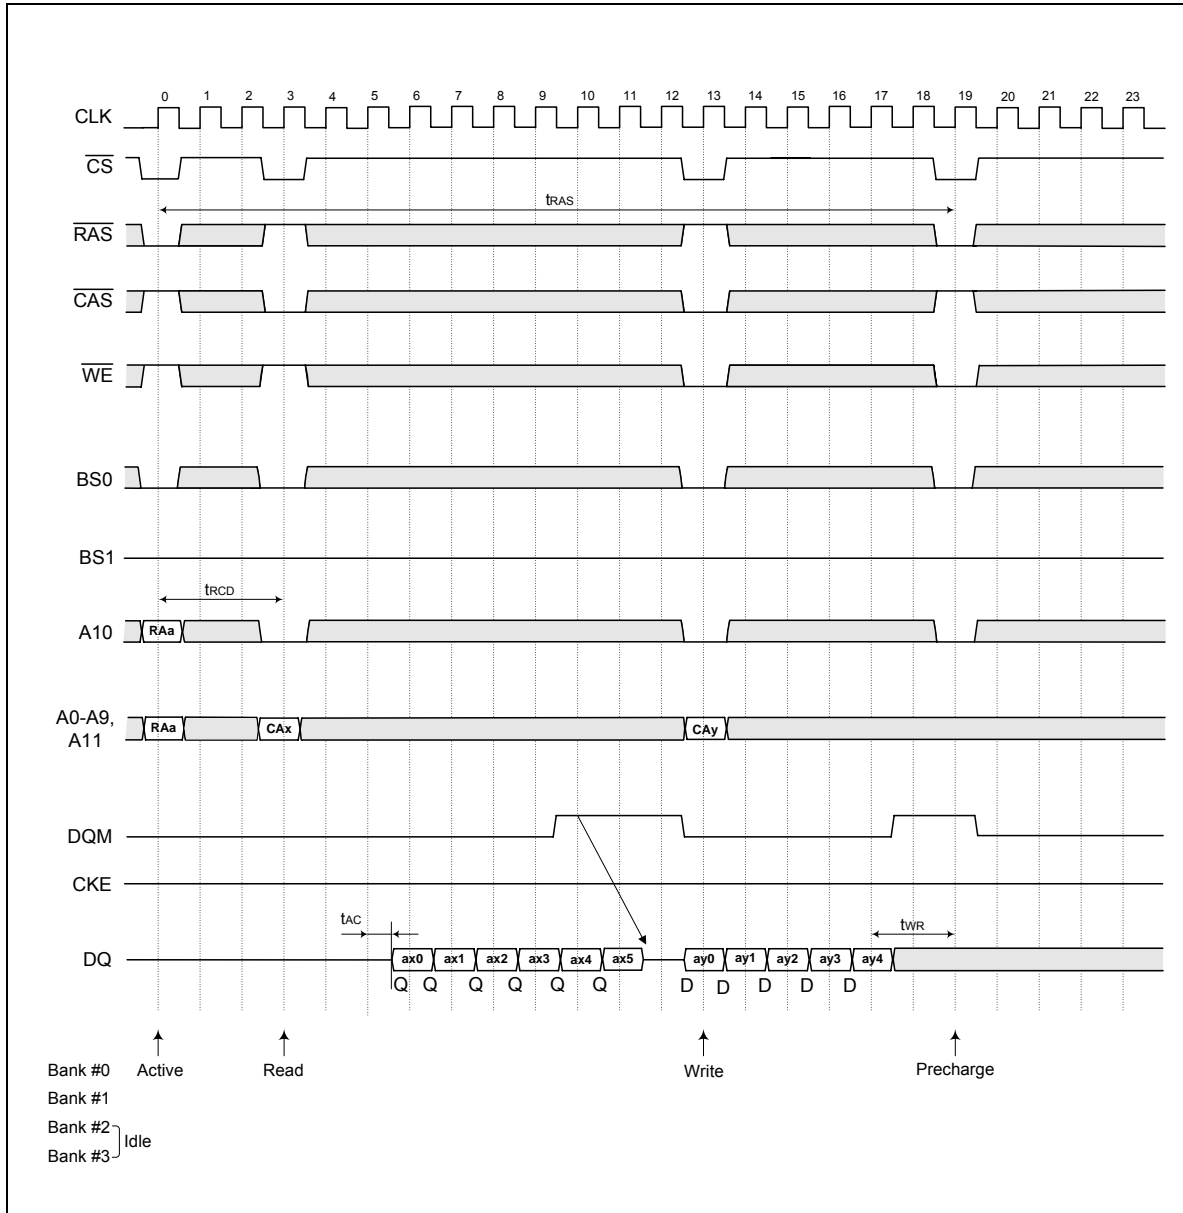 0 1 2 3 4 5 6 7 8 9 10 11 12 13 14 15 16 17 18 19 20 21 22 23
CLK
CS
tRAS
RAS
CAS
WE
BS0
BS1
tRCD
A10 RAa
A0-A9,
A11
RAa CAx CAy
DQM
CKE
tAC tWR
DQ ax0 ax1 ax2 ax3 ax4 ax5 ay0 ay1 ay2 ay3 ay4
Q Q Q Q Q Q D D D D D
Bank #0 Active Read Write Precharge
Bank #1
Bank #2
Idle
Bank #3